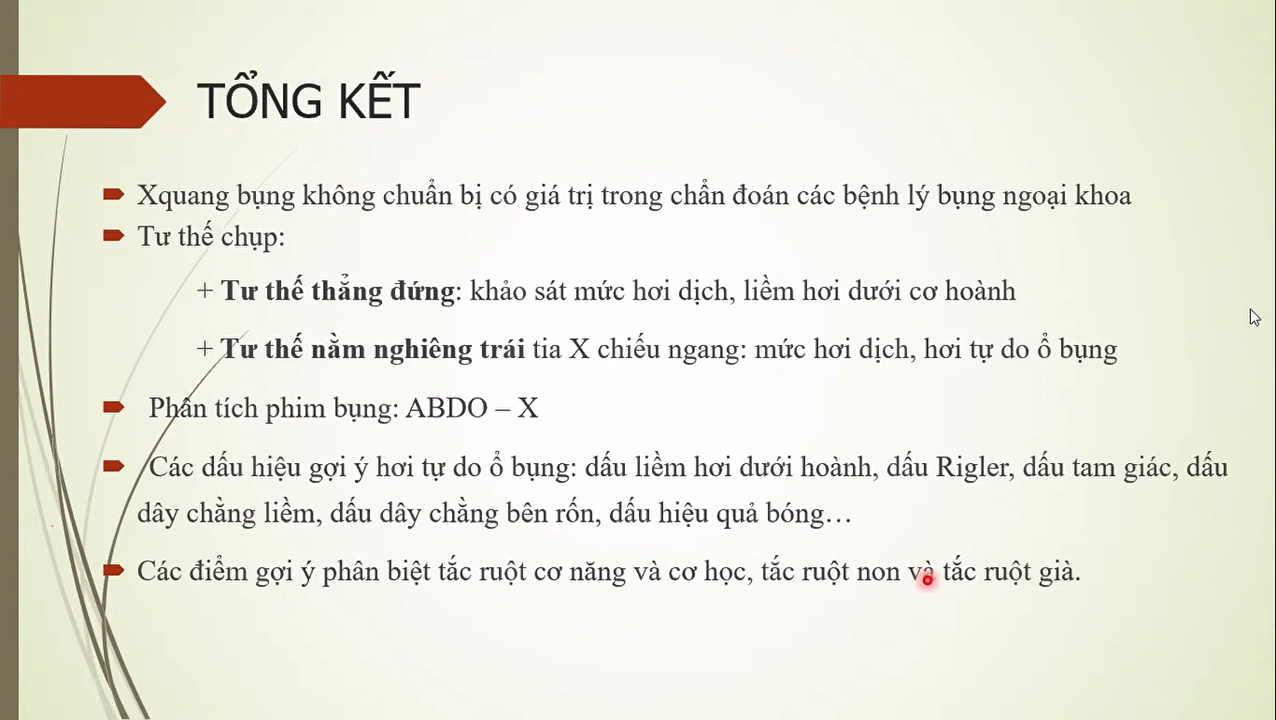 TỔNG KẾT
Xquang bụng không chuẩn bị có giá trị trong chẩn đoán các bệnh lý bụng ngoại khoa
Tư thế chụp:
+ Tư thế thẳng đứng: khảo sát mức hơi dịch, liềm hơi dưới cơ hoành
+ Tư thế nằm nghiêng trái tia X chiếu ngang: mức hơi dịch, hơi tự do ổ bụng
Phân tích phim bụng: ABDO – X
Các dấu hiệu gợi ý hơi tự do ổ bụng: dấu liềm hơi dưới hoành, dấu Rigler, dấu tam giác, dấu
dây chằng liềm, dấu dây chằng bên rốn, dấu hiệu quả bóng…
Các điểm gợi ý phân biệt tắc ruột cơ năng và cơ học, tắc ruột non và tắc ruột già.